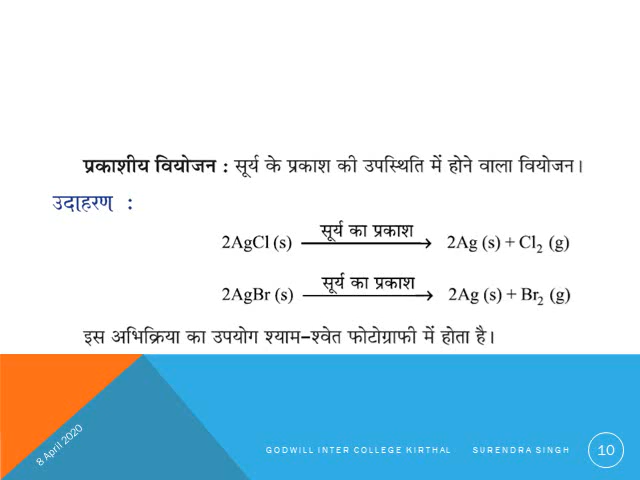 प्रकाशीय वियोजन : सूर्य के प्रकाश की उपस्थिति में होने वाला वियोजन।
उदाहरण :
2AgCl (s) सूर्य का प्रकाश ⟶ 2Ag (s) + Cl₂ (g)
2AgBr (s) सूर्य का प्रकाश ⟶ 2Ag (s) + Br₂ (g)
इस अभिक्रिया का उपयोग श्याम-श्वेत फोटोग्राफी में होता है।
8 April 2020
GODWILL INTER COLLEGE KIRTHAL SURENDRA SINGH
10